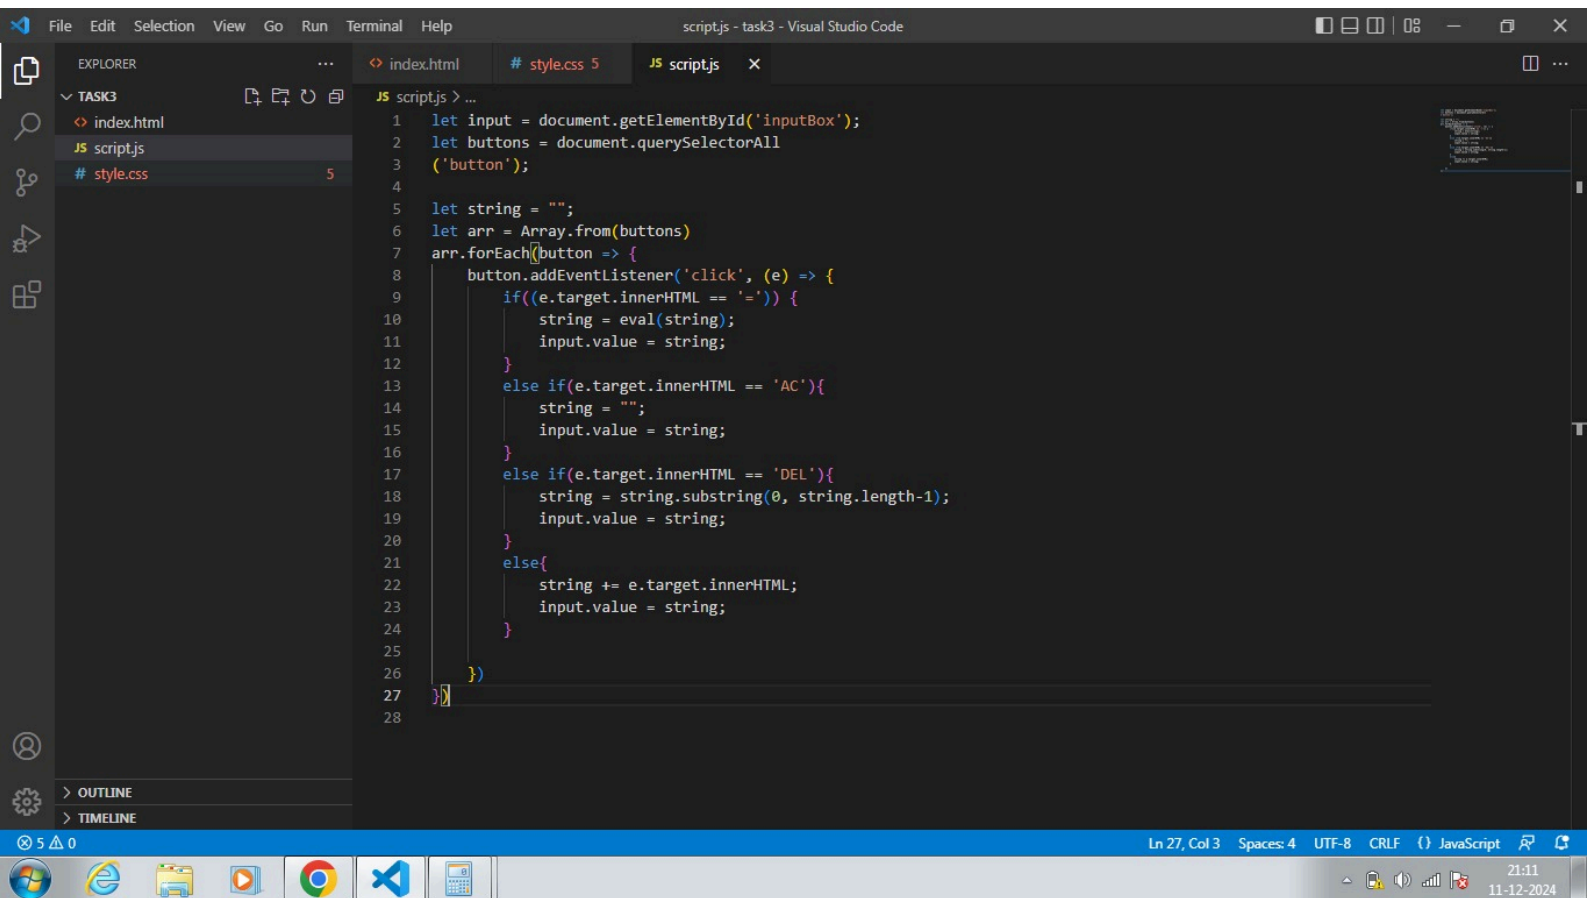 File Edit Selection View Go Run Terminal Help
script.js - task3 - Visual Studio Code
EXPLORER
TASK3
index.html
JS script.js
# style.css 5
OUTLINE
TIMELINE
index.html
# style.css 5
JS script.js
JS script.js > ...
1 let input = document.getElementById('inputBox');
2 let buttons = document.querySelectorAll
3 ('button');
4
5 let string = "";
6 let arr = Array.from(buttons)
7 arr.forEach(button => {
8     button.addEventListener('click', (e) => {
9         if((e.target.innerHTML == '=')) {
10             string = eval(string);
11             input.value = string;
12         }
13         else if(e.target.innerHTML == 'AC'){
14             string = "";
15             input.value = string;
16         }
17         else if(e.target.innerHTML == 'DEL'){
18             string = string.substring(0, string.length-1);
19             input.value = string;
20         }
21         else{
22             string += e.target.innerHTML;
23             input.value = string;
24         }
25
26     })
27 })
28
5 0
Ln 27, Col 3 Spaces: 4 UTF-8 CRLF {} JavaScript
21:11
11-12-2024